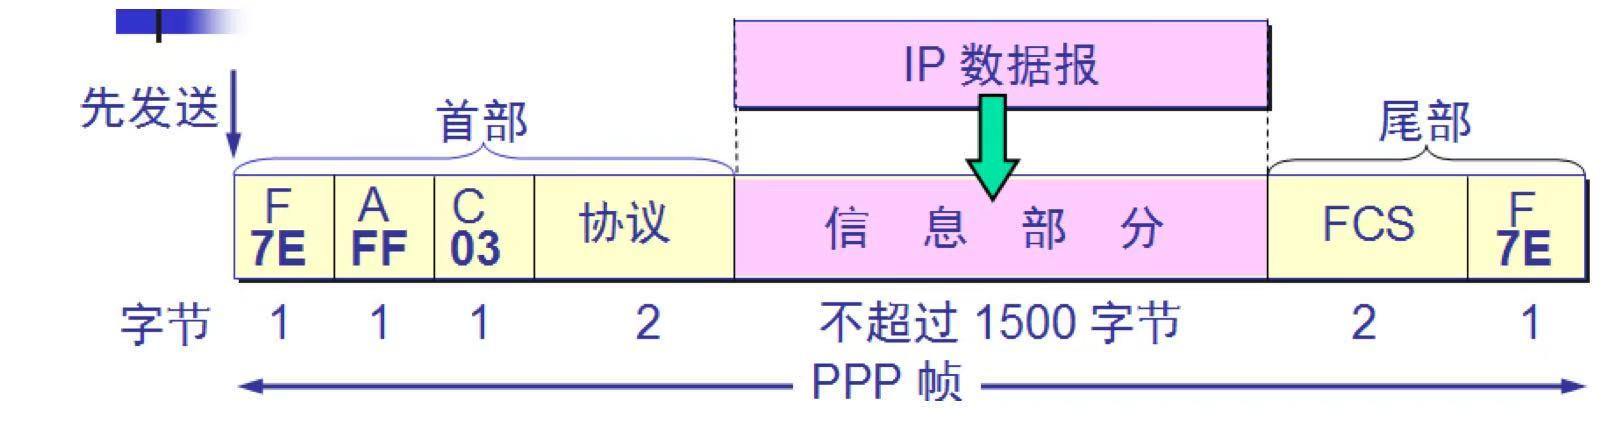 IP 数据报
先发送
首部
尾部
F A C 协议 信息部分 FCS F
7E FF 03 7E
字节 1 1 1 2 不超过 1500 字节 2 1
PPP 帧